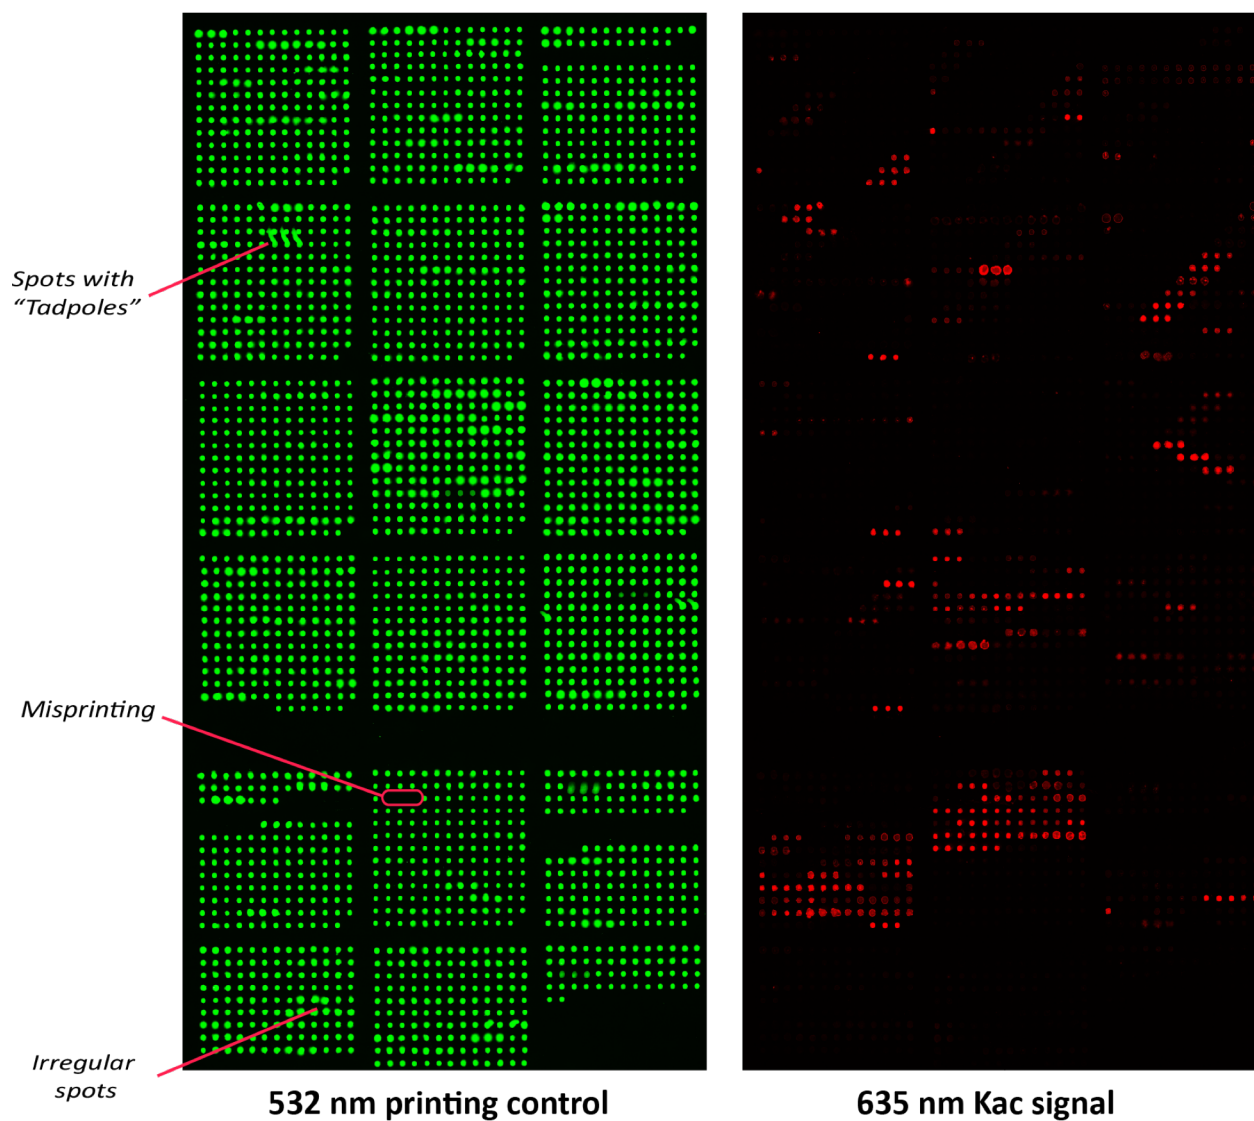 Spots with
“Tadpoles”
Misprinting
Irregular
spots
532 nm printing control
635 nm Kac signal